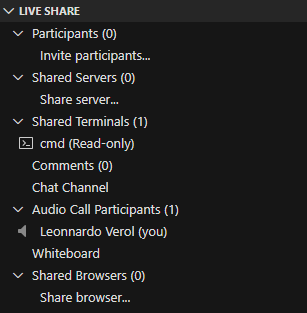 LIVE SHARE
Participants (0)
Invite participants...
Shared Servers (0)
Share server...
Shared Terminals (1)
cmd (Read-only)
Comments (0)
Chat Channel
Audio Call Participants (1)
Leonnardo Verol (you)
Whiteboard
Shared Browsers (0)
Share browser...